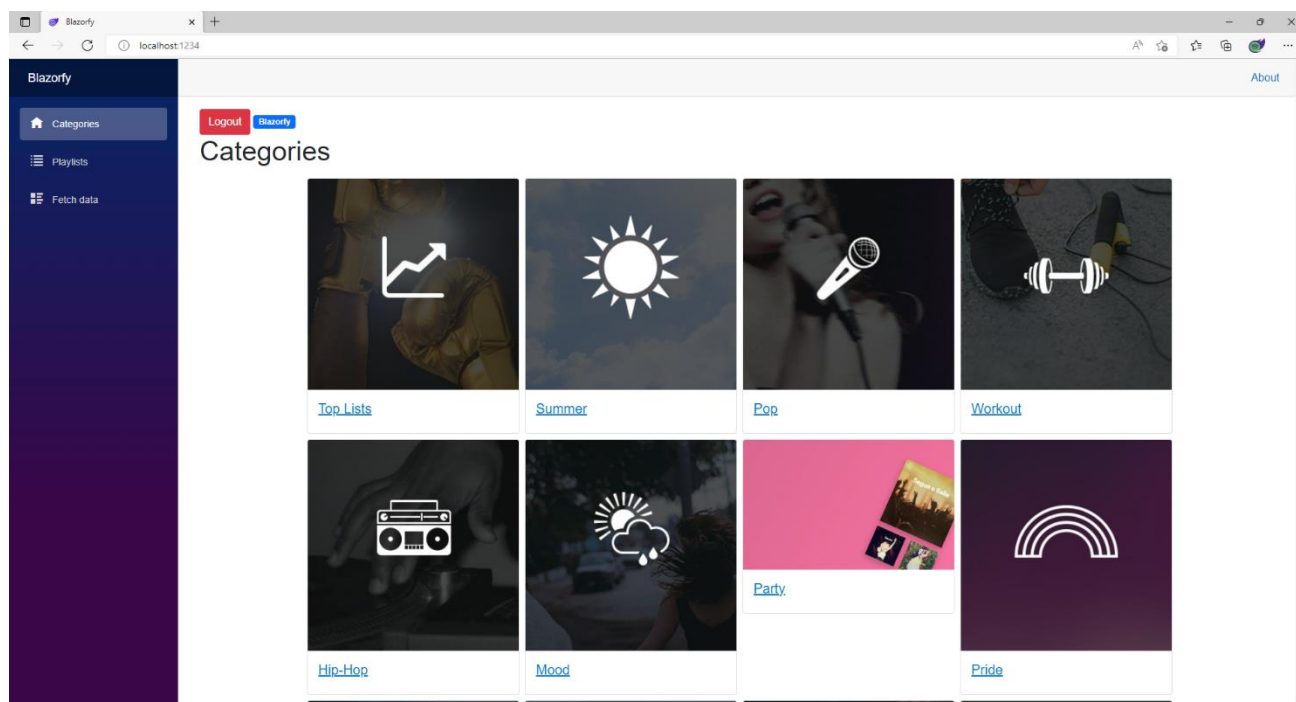 Blazorfy
localhost:1234
Blazorfy
About
Categories
Playlists
Fetch data
Logout Blazorfy
Categories
Top Lists
Summer
Pop
Workout
Hip-Hop
Mood
Party
Pride